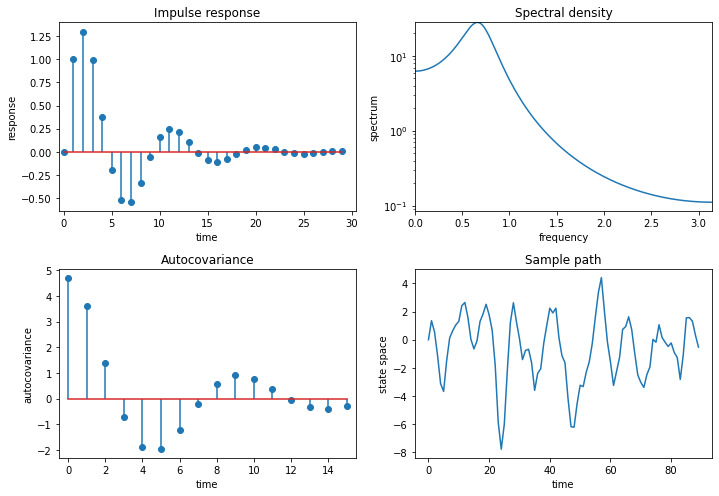 Impulse response
1.25
1.00
0.75
0.50
0.25
0.00
−0.25
−0.50
response
0 5 10 15 20 25 30
time
Spectral density
10¹
10⁰
10⁻¹
spectrum
0.0 0.5 1.0 1.5 2.0 2.5 3.0
frequency
Autocovariance
5
4
3
2
1
0
−1
−2
autocovariance
0 2 4 6 8 10 12 14
time
Sample path
4
2
0
−2
−4
−6
−8
state space
0 20 40 60 80
time